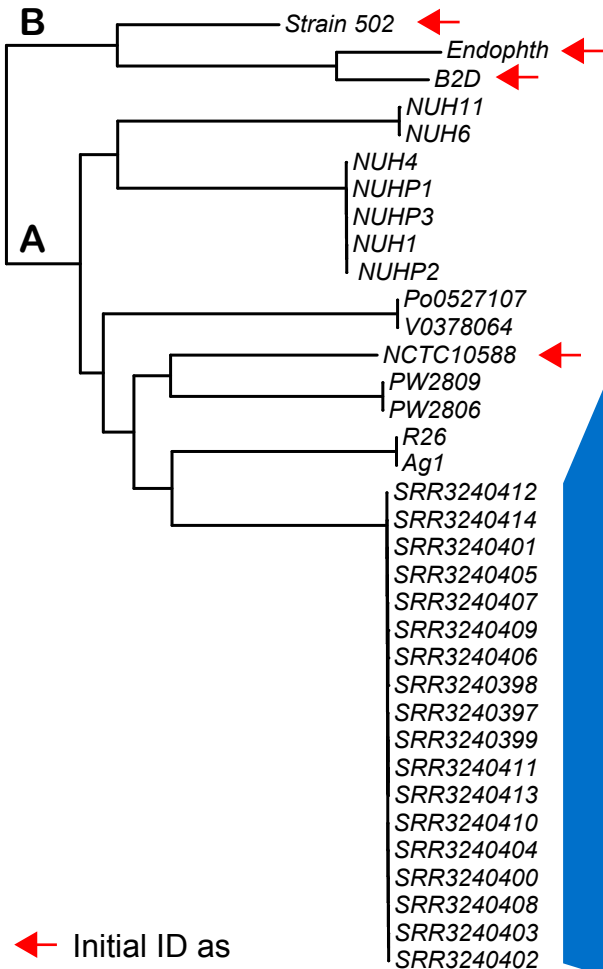 B
Strain 502
Endophth
B2D
NUH11
NUH6
NUH4
NUHP1
A
NUHP3
NUH1
NUHP2
Po0527107
V0378064
NCTC10588
PW2809
PW2806
R26
Ag1
SRR3240412
SRR3240414
SRR3240401
SRR3240405
SRR3240407
SRR3240409
SRR3240406
SRR3240398
SRR3240397
SRR3240399
SRR3240411
SRR3240413
SRR3240410
SRR3240404
SRR3240400
SRR3240408
SRR3240403
Initial ID as
SRR3240402